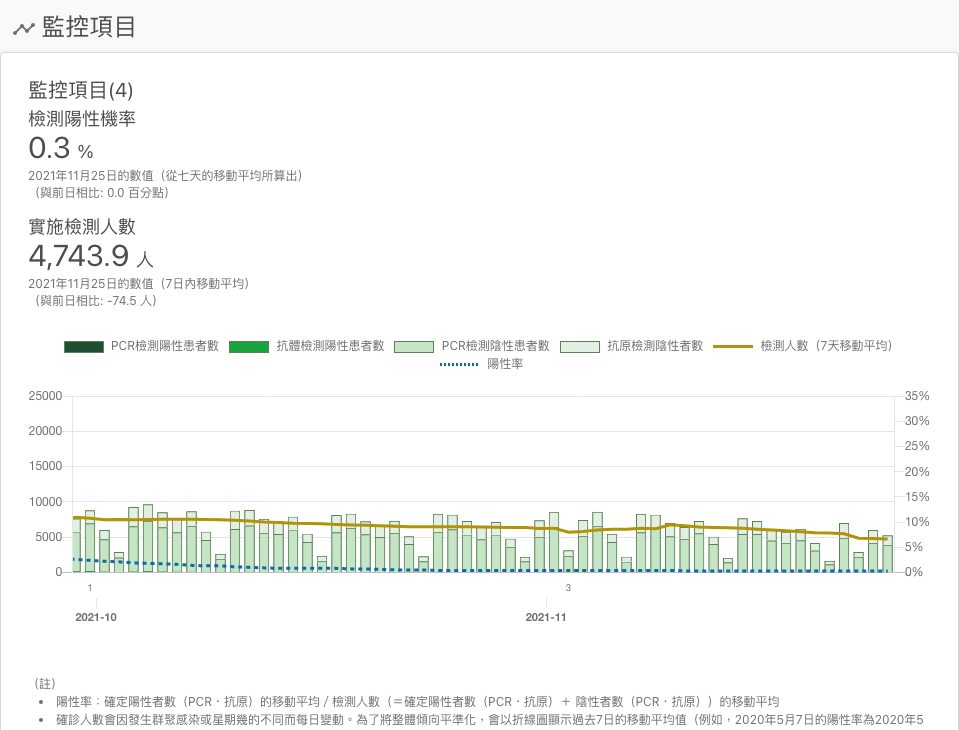 監控項目
監控項目(4)
檢測陽性機率
0.3 %
2021年11月25日的數值（從七天的移動平均所算出）
（與前日相比: 0.0 百分點）
實施檢測人數
4,743.9 人
2021年11月25日的數值（7日內移動平均）
（與前日相比: -74.5 人）
PCR檢測陽性患者數 抗體檢測陽性患者數 PCR檢測陰性患者數 抗原檢測陰性者數 檢測人數（7天移動平均）
陽性率
25000 35%
30%
20000
25%
15000 20%
15%
10000
10%
5000 5%
0 0%
1 3
2021-10 2021-11
（註）
• 陽性率：確定陽性者數（PCR・抗原）的移動平均 / 檢測人數（＝確定陽性者數（PCR・抗原）＋ 陰性者數（PCR・抗原））的移動平均
• 確診人數會因發生群聚感染或星期幾的不同而每日變動。為了將整體傾向平準化，會以折線圖顯示過去7日的移動平均值（例如，2020年5月7日的陽性率為2020年5